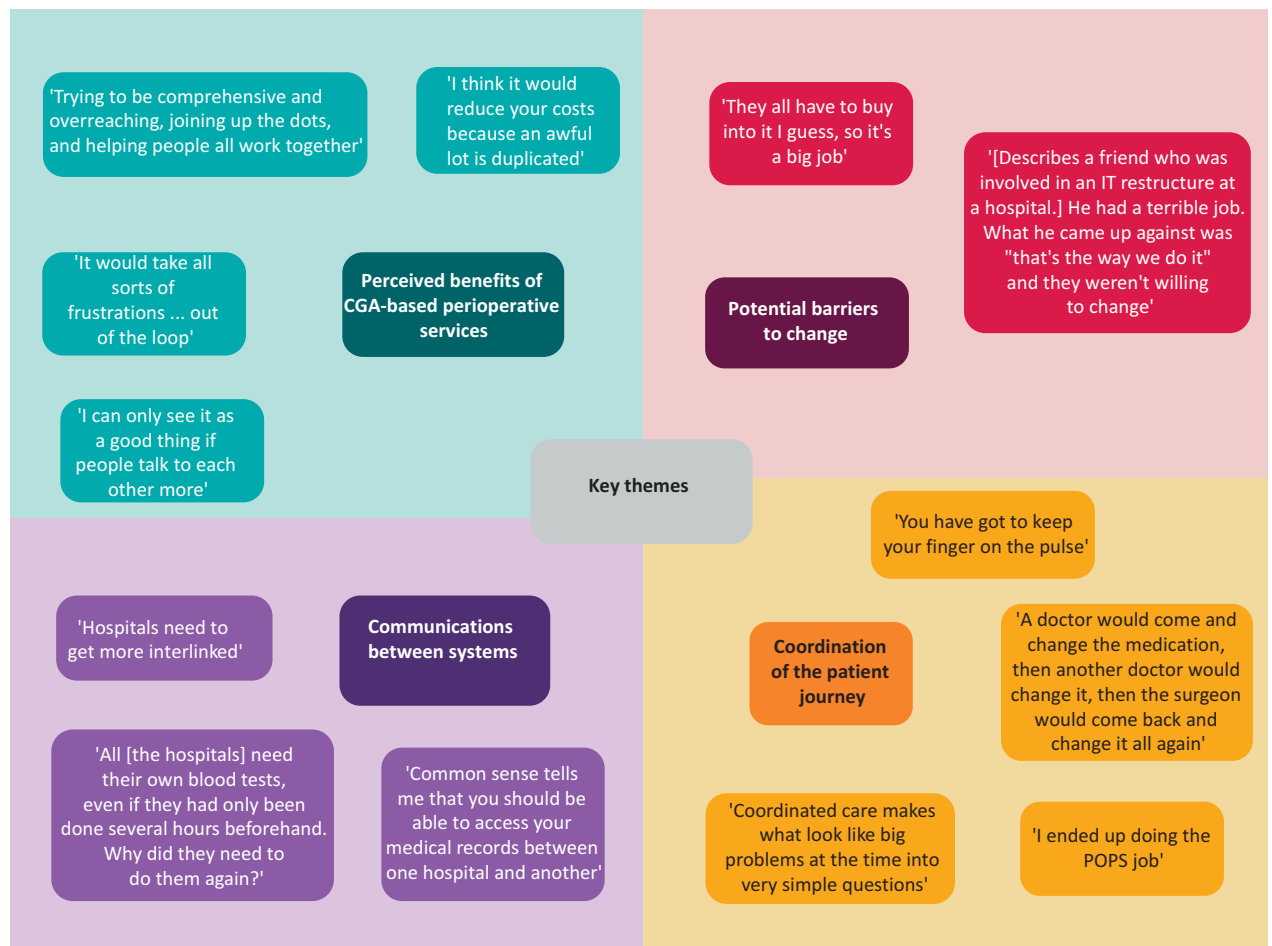 'Trying to be comprehensive and
overreaching, joining up the dots,
and helping people all work together'
'I think it would
reduce your costs
because an awful
lot is duplicated'
'It would take all
sorts of
frustrations ... out
of the loop'
Perceived benefits of
CGA-based perioperative
services
'I can only see it as
a good thing if
people talk to each
other more'
'They all have to buy
into it I guess, so it's
a big job'
'[Describes a friend who was
involved in an IT restructure at
a hospital.] He had a terrible job.
What he came up against was
"that's the way we do it"
and they weren't willing
to change'
Potential barriers
to change
Key themes
'Hospitals need to
get more interlinked'
Communications
between systems
'All [the hospitals] need
their own blood tests,
even if they had only been
done several hours beforehand.
Why did they need to
do them again?'
'Common sense tells
me that you should be
able to access your
medical records between
one hospital and another'
'You have got to keep
your finger on the pulse'
Coordination
of the patient
journey
'A doctor would come and
change the medication,
then another doctor would
change it, then the surgeon
would come back and
change it all again'
'Coordinated care makes
what look like big
problems at the time into
very simple questions'
'I ended up doing the
POPS job'